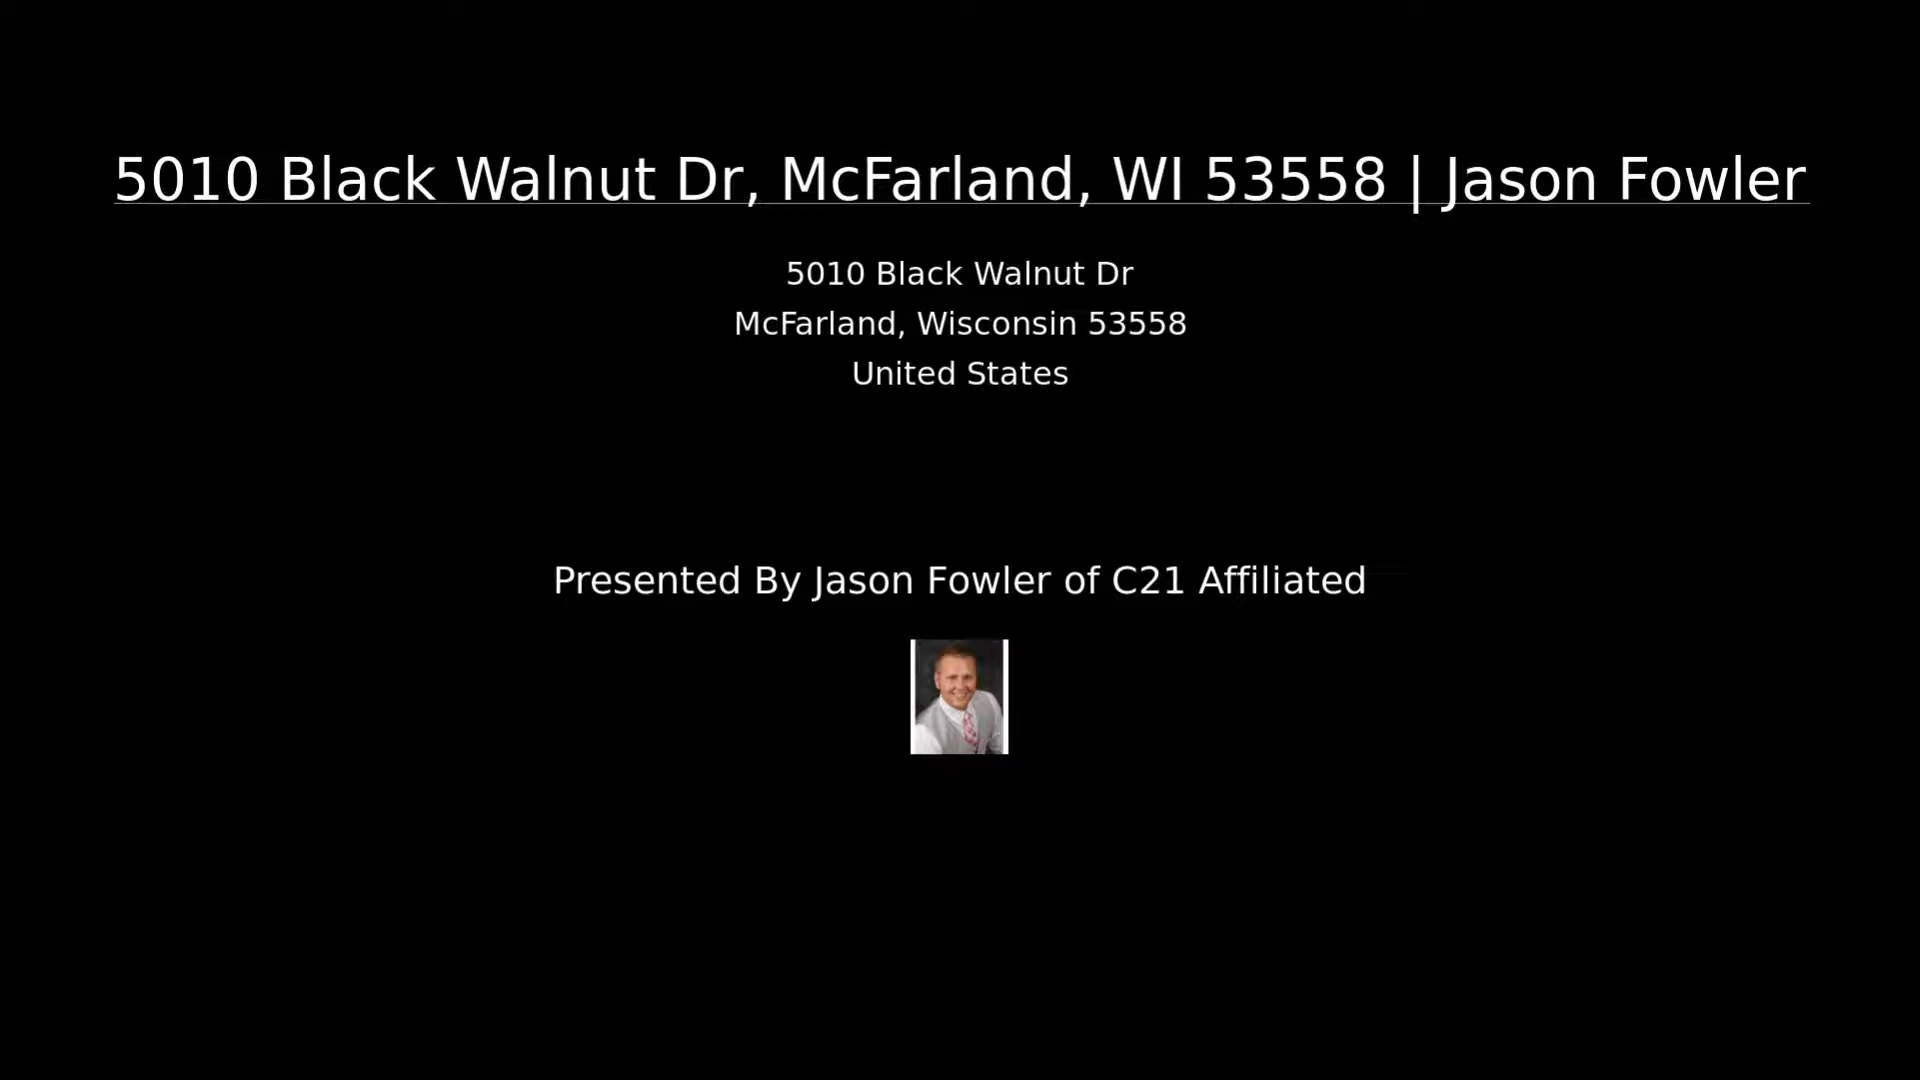 5010 Black Walnut Dr, McFarland, WI 53558 | Jason Fowler
5010 Black Walnut Dr
McFarland, Wisconsin 53558
United States
Presented By Jason Fowler of C21 Affiliated